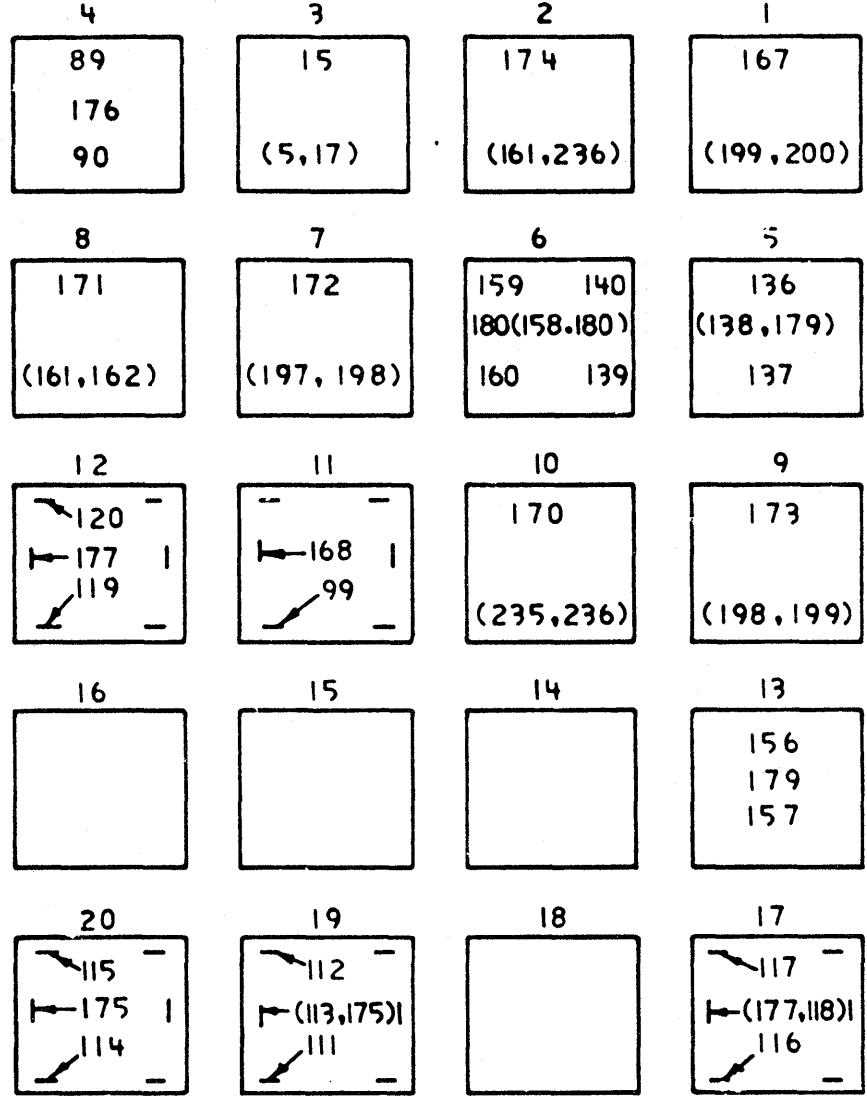 4 3 2 1
89 15 174 167
176
90 (5,17) (161,236) (199,200)
8 7 6 5
171 172 159 140 136
180(158.180) (138,179)
(161,162) (197, 198) 160 139 137
12 11 10 9
120 170 173
177 168
119 99 (235,236) (198,199)
16 15 14 13
156
179
157
20 19 18 17
115 112 117
175 (113,175) (177,118)
114 111 116